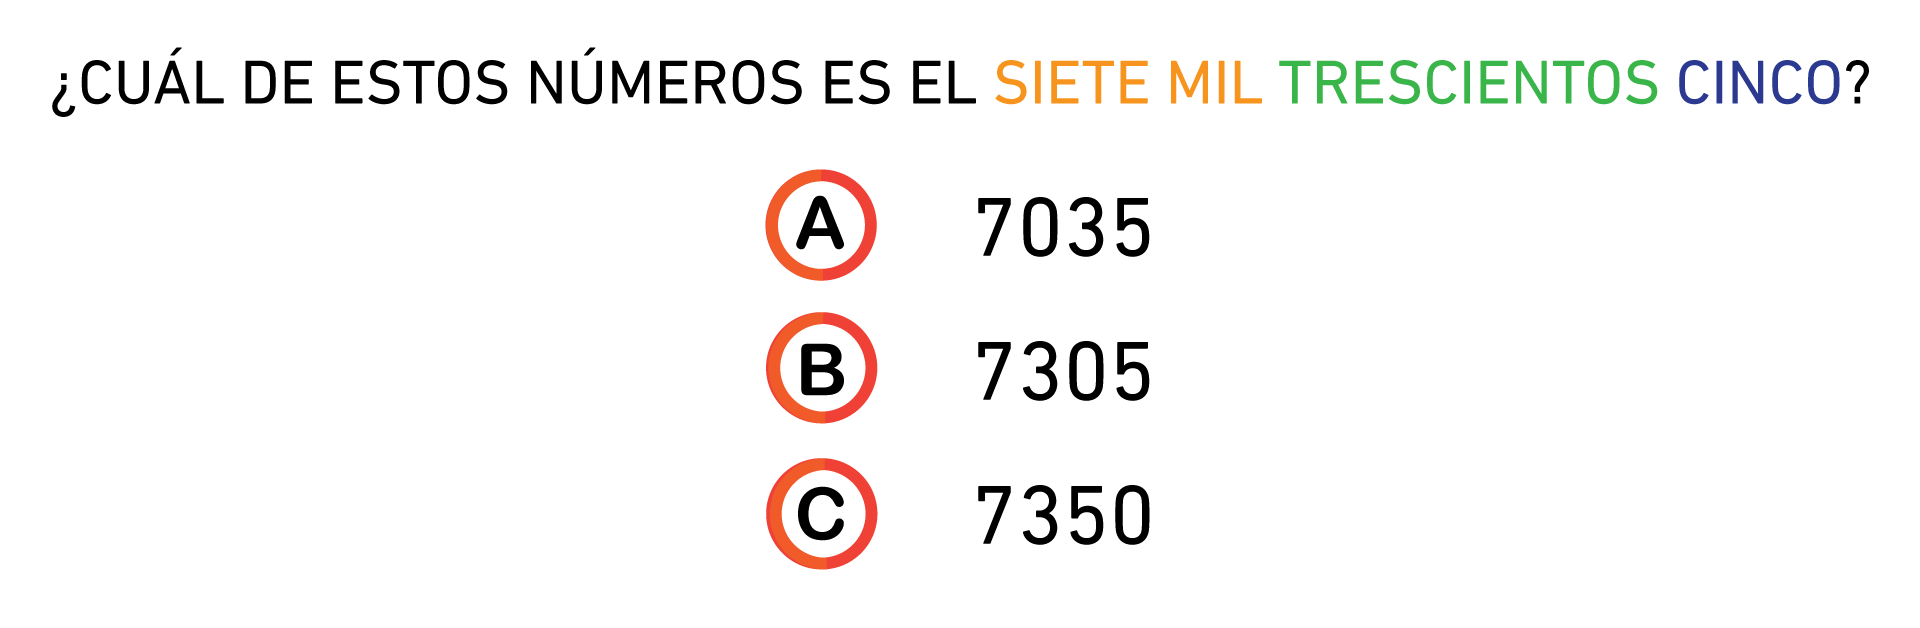 ¿CUÁL DE ESTOS NÚMEROS ES EL SIETE MIL TRESCIENTOS CINCO?
A 7035
B 7305
C 7350